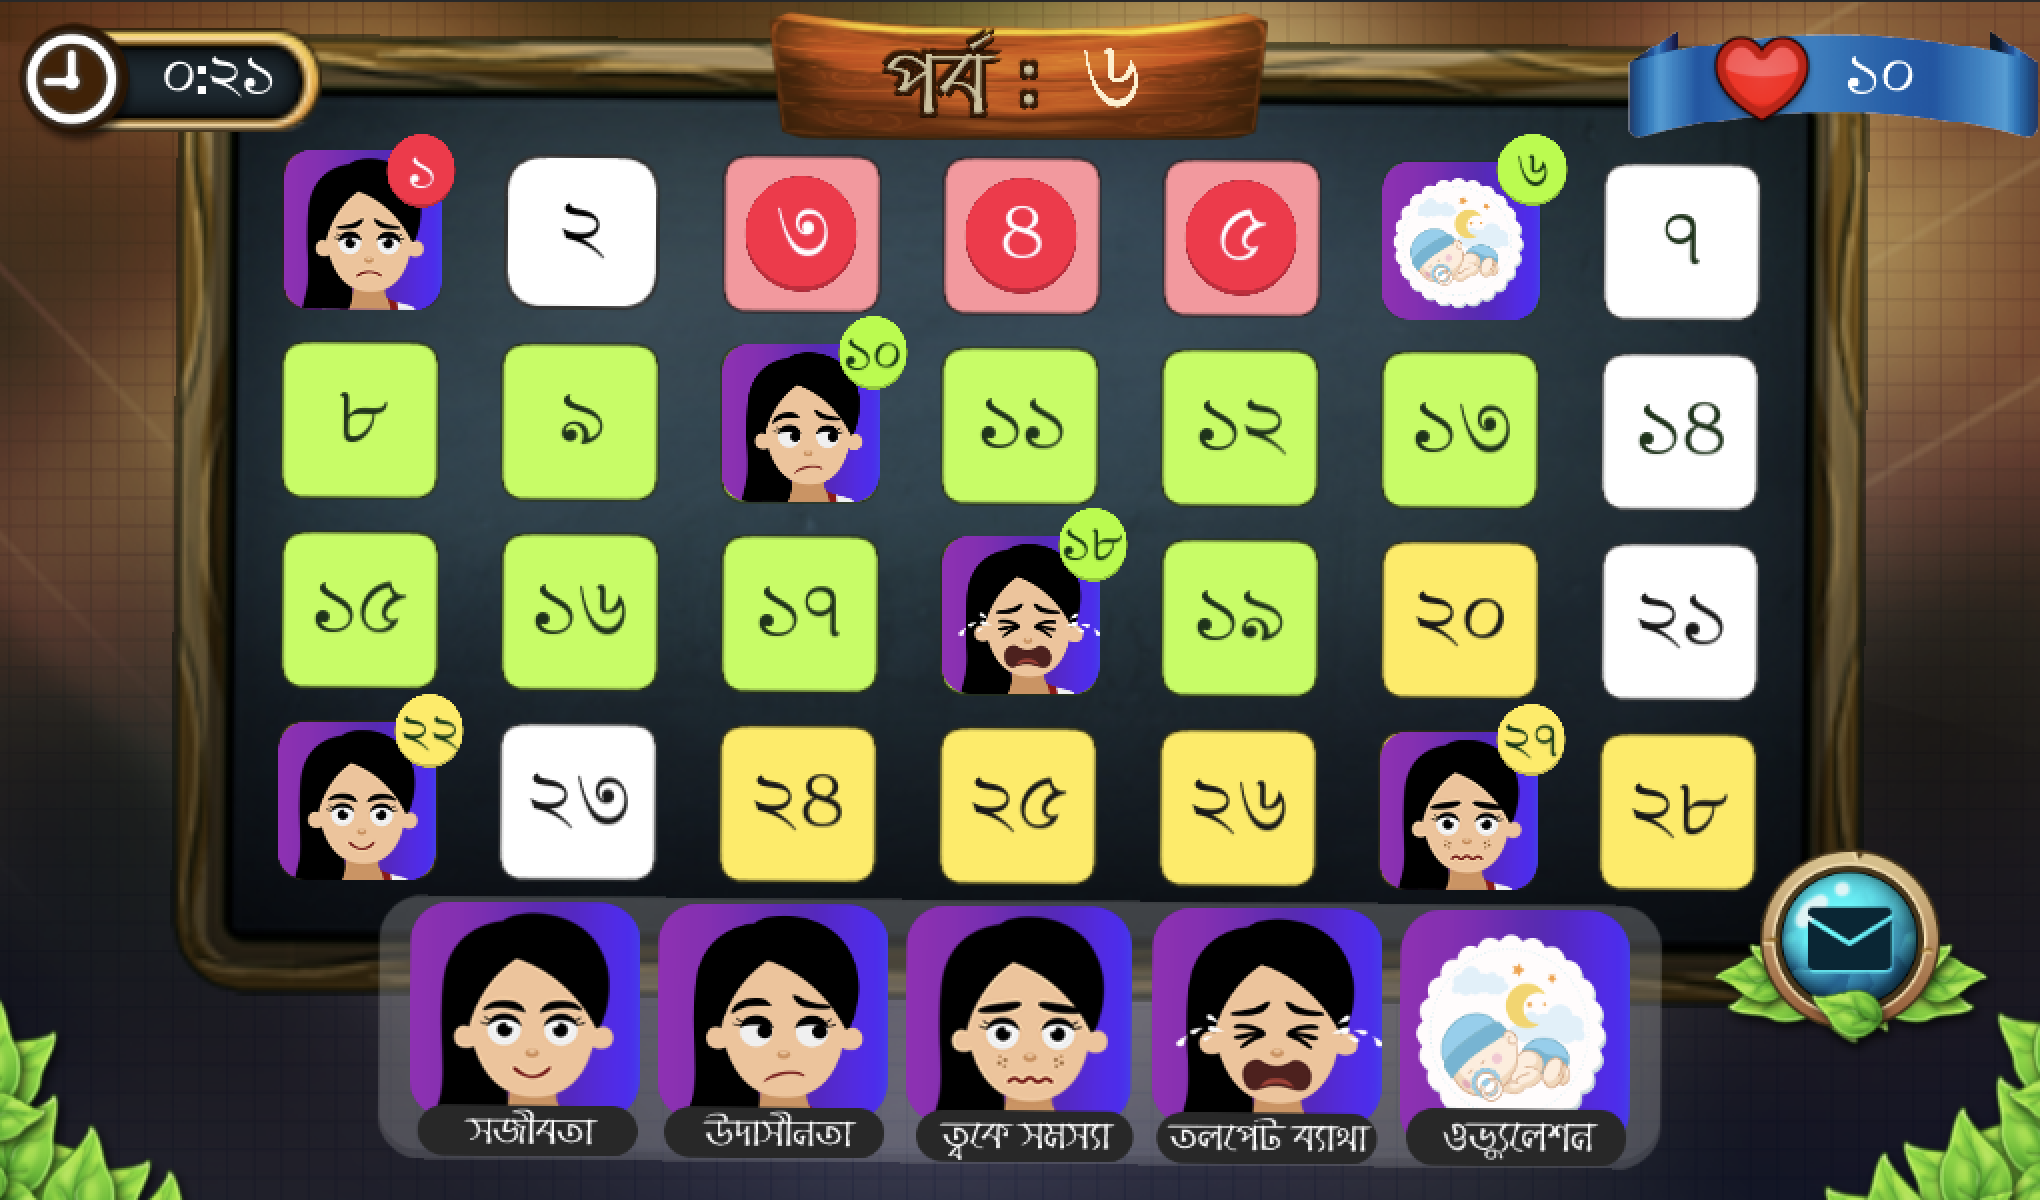 ০:২১
পর্ব : ৬
১০
১ ২ ৩ ৪ ৫ ৬ ৭
৮ ৯ ১০ ১১ ১২ ১৩ ১৪
১৫ ১৬ ১৭ ১৮ ১৯ ২০ ২১
২২ ২৩ ২৪ ২৫ ২৬ ২৭ ২৮
সজীবতা উদাসীনতা ত্বকে সমস্যা তলপেট ব্যাথা ওভ্যুলেশন